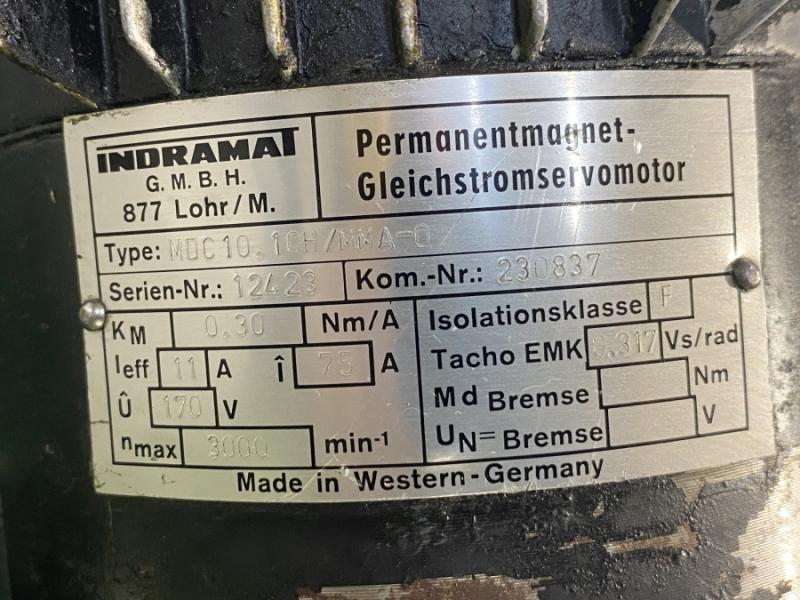 INDRAMAT
G. M. B. H.
877 Lohr/M.
Permanentmagnet-
Gleichstromservomotor
Type: MDC10.10H/MMA-0
Serien-Nr.: 12423
Kom.-Nr.: 230837
KM 0.30 Nm/A
Ieff 11 A î 75 A
Û 170 V
nmax 3000 min-1
Isolationsklasse F
Tacho EMK 0.317 Vs/rad
Md Bremse Nm
UN= Bremse V
Made in Western-Germany